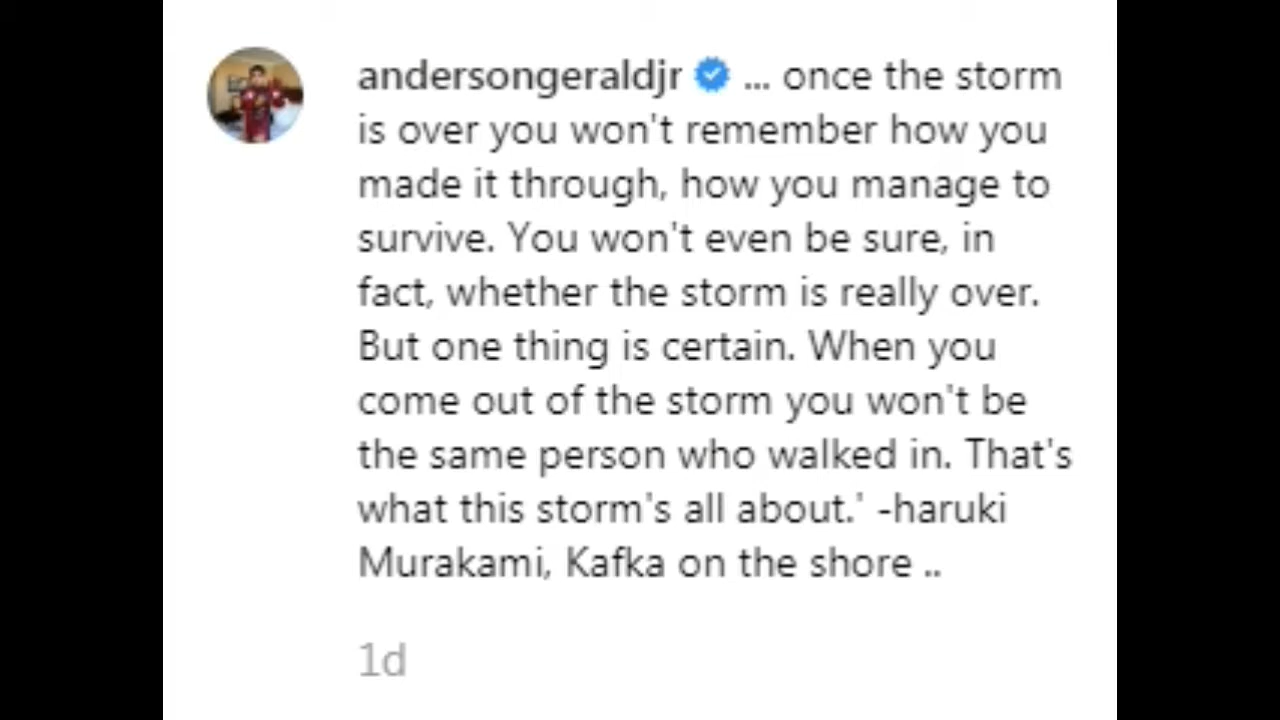 andersongeraldjr ... once the storm
is over you won't remember how you
made it through, how you manage to
survive. You won't even be sure, in
fact, whether the storm is really over.
But one thing is certain. When you
come out of the storm you won't be
the same person who walked in. That's
what this storm's all about.' -haruki
Murakami, Kafka on the shore ..
1d